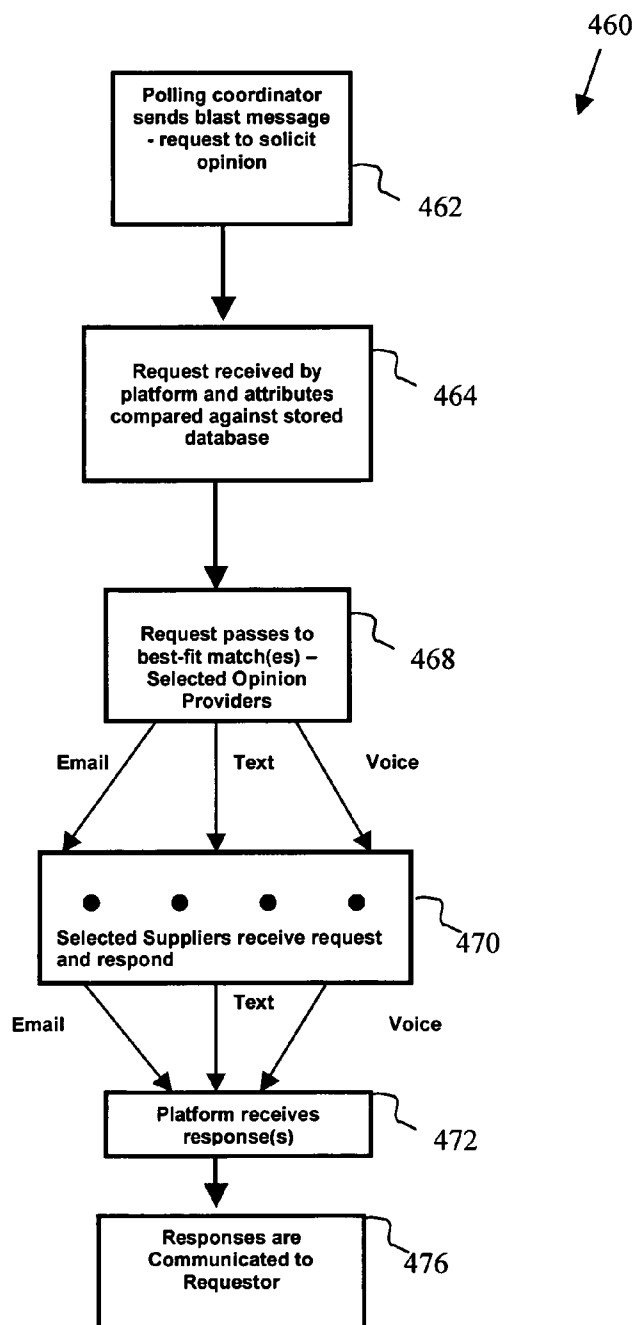 460
Polling coordinator
sends blast message
- request to solicit
opinion
462
Request received by
platform and attributes
compared against stored
database
464
Request passes to
best-fit match(es) –
Selected Opinion
Providers
468
Email
Text
Voice
Selected Suppliers receive request
and respond
470
Email
Text
Voice
Platform receives
response(s)
472
Responses are
Communicated to
Requestor
476